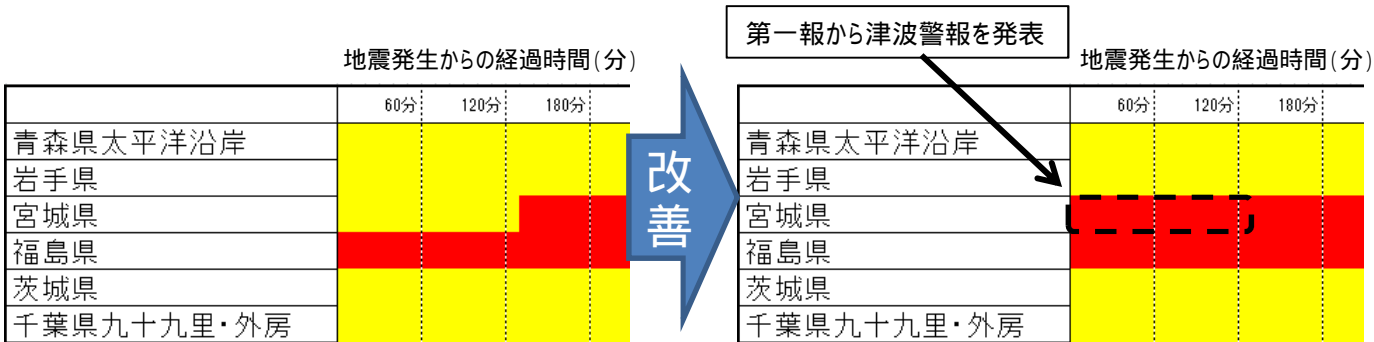 地震発生からの経過時間(分)
60分 120分 180分
青森県太平洋沿岸
岩手県
宮城県
福島県
茨城県
千葉県九十九里・外房
改善
第一報から津波警報を発表
地震発生からの経過時間(分)
60分 120分 180分
青森県太平洋沿岸
岩手県
宮城県
福島県
茨城県
千葉県九十九里・外房